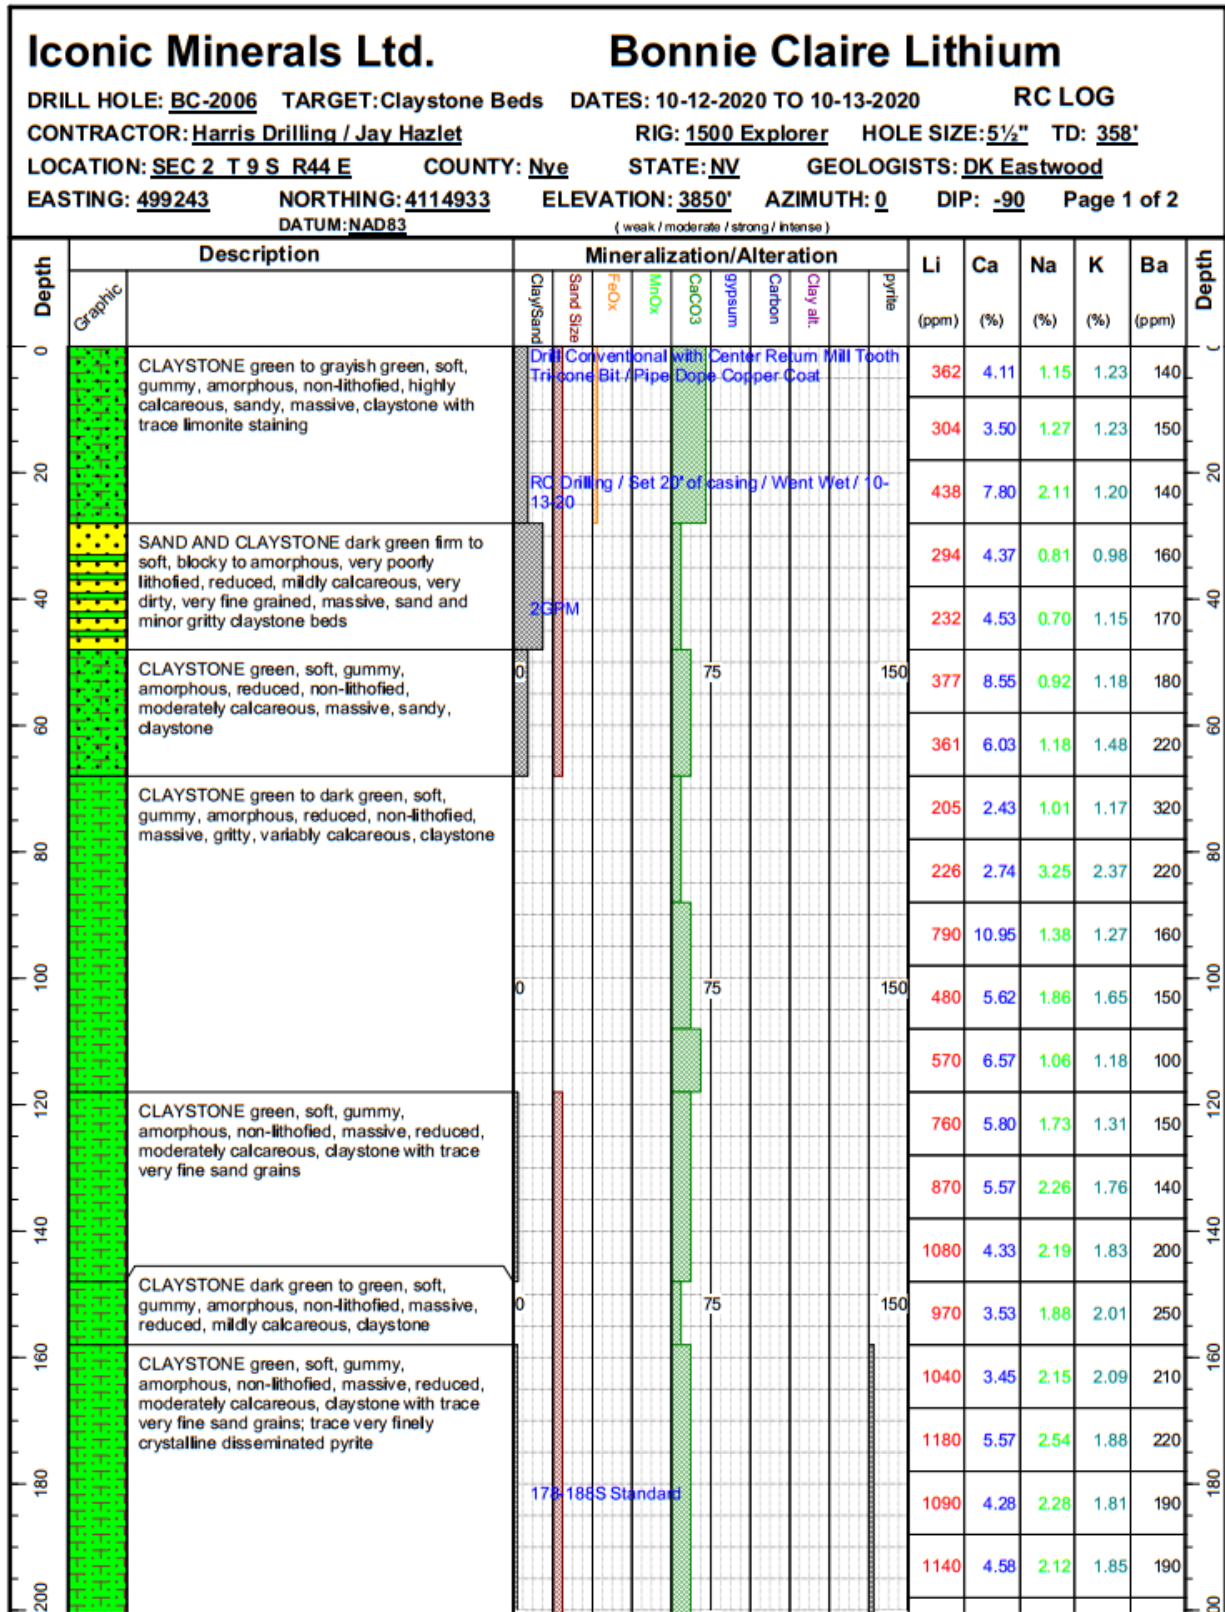 Iconic Minerals Ltd. Bonnie Claire Lithium
DRILL HOLE: BC-2006 TARGET: Claystone Beds DATES: 10-12-2020 TO 10-13-2020 RC LOG
CONTRACTOR: Harris Drilling / Jay Hazlet RIG: 1500 Explorer HOLE SIZE: 5½" TD: 358'
LOCATION: SEC 2 T 9 S R44 E COUNTY: Nye STATE: NV GEOLOGISTS: DK Eastwood
EASTING: 499243 NORTHING: 4114933 ELEVATION: 3850' AZIMUTH: 0 DIP: -90 Page 1 of 2
DATUM: NAD83 ( weak / moderate / strong / intense )
Depth
Description
Mineralization/Alteration
Li Ca Na K Ba
(ppm) (%) (%) (%) (ppm)
Depth
Graphic
Clay/Sand
Sand Size
FeOx
MnOx
CaCO3
gypsum
Carbon
Clay alt.
pyrite
0
20
40
60
80
100
120
140
160
180
200
CLAYSTONE green to grayish green, soft,
gummy, amorphous, non-lithofied, highly
calcareous, sandy, massive, claystone with
trace limonite staining
SAND AND CLAYSTONE dark green firm to
soft, blocky to amorphous, very poorly
lithofied, reduced, mildly calcareous, very
dirty, very fine grained, massive, sand and
minor gritty claystone beds
CLAYSTONE green, soft, gummy,
amorphous, reduced, non-lithofied,
moderately calcareous, massive, sandy,
claystone
CLAYSTONE green to dark green, soft,
gummy, amorphous, reduced, non-lithofied,
massive, gritty, variably calcareous, claystone
CLAYSTONE green, soft, gummy,
amorphous, non-lithofied, massive, reduced,
moderately calcareous, claystone with trace
very fine sand grains
CLAYSTONE dark green to green, soft,
gummy, amorphous, non-lithofied, massive,
reduced, mildly calcareous, claystone
CLAYSTONE green, soft, gummy,
amorphous, non-lithofied, massive, reduced,
moderately calcareous, claystone with trace
very fine sand grains; trace very finely
crystalline disseminated pyrite
Drill Conventional with Center Return Mill Tooth
Tri-cone Bit / Pipe Dope Copper Coat
RC Drilling / Set 20' of casing / Went Wet / 10-
13-20
2GPM
0 75 150
0 75 150
0 75 150
178-188S Standard
362 4.11 1.15 1.23 140
304 3.50 1.27 1.23 150
438 7.80 2.11 1.20 140
294 4.37 0.81 0.98 160
232 4.53 0.70 1.15 170
377 8.55 0.92 1.18 180
361 6.03 1.18 1.48 220
205 2.43 1.01 1.17 320
226 2.74 3.25 2.37 220
790 10.95 1.38 1.27 160
480 5.62 1.86 1.65 150
570 6.57 1.06 1.18 100
760 5.80 1.73 1.31 150
870 5.57 2.26 1.76 140
1080 4.33 2.19 1.83 200
970 3.53 1.88 2.01 250
1040 3.45 2.15 2.09 210
1180 5.57 2.54 1.88 220
1090 4.28 2.28 1.81 190
1140 4.58 2.12 1.85 190
20
40
60
80
100
120
140
160
180